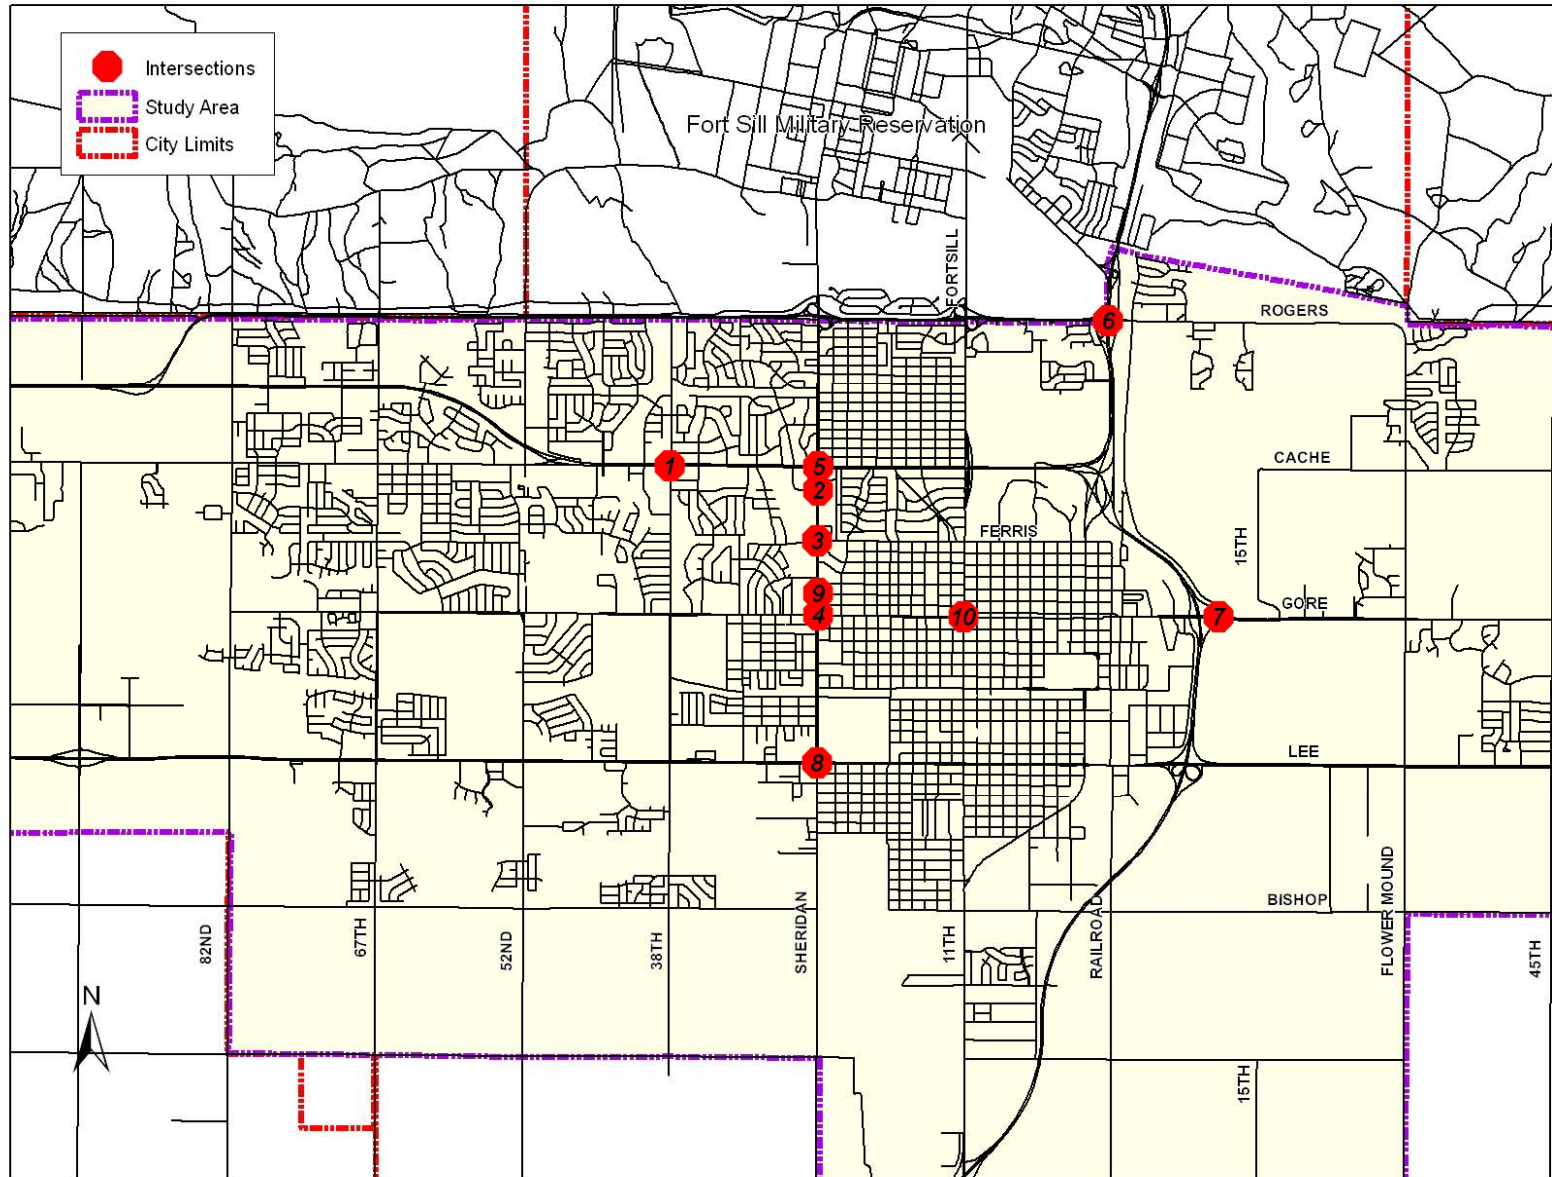 Intersections
Study Area
City Limits
Fort Sill Military Reservation
FORTSILL
ROGERS
6
1
5
CACHE
2
3
FERRIS
15TH
9
4
10
7
GORE
8
LEE
BISHOP
82ND
67TH
52ND
38TH
SHERIDAN
11TH
RAILROAD
FLOWER MOUND
45TH
N
15TH